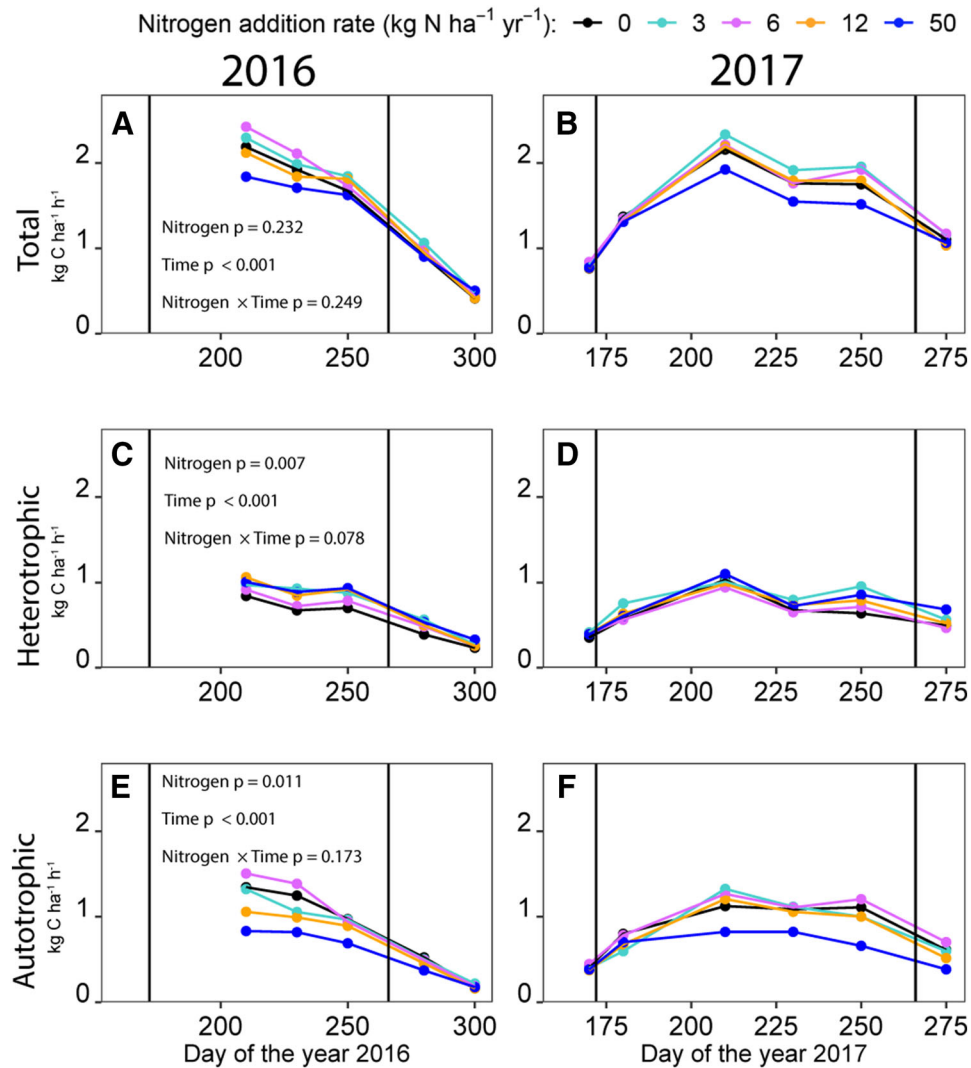 Nitrogen addition rate (kg N ha⁻¹ yr⁻¹): 0 3 6 12 50
2016 2017
A
B
Total
kg C ha⁻¹ h⁻¹
2
1
0
Nitrogen p = 0.232
Time p < 0.001
Nitrogen × Time p = 0.249
200 250 300
2
1
0
175 200 225 250 275
C
D
Heterotrophic
kg C ha⁻¹ h⁻¹
2
1
0
Nitrogen p = 0.007
Time p < 0.001
Nitrogen × Time p = 0.078
200 250 300
2
1
0
175 200 225 250 275
E
F
Autotrophic
kg C ha⁻¹ h⁻¹
2
1
0
Nitrogen p = 0.011
Time p < 0.001
Nitrogen × Time p = 0.173
200 250 300
Day of the year 2016
2
1
0
175 200 225 250 275
Day of the year 2017